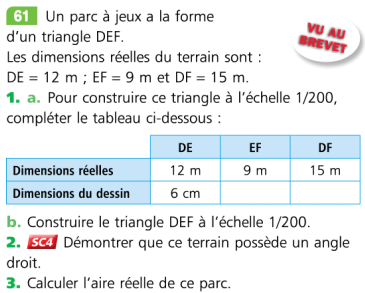 61 Un parc à jeux a la forme
d'un triangle DEF.
VU AU
BREVET
Les dimensions réelles du terrain sont :
DE = 12 m ; EF = 9 m et DF = 15 m.
1. a. Pour construire ce triangle à l'échelle 1/200,
compléter le tableau ci-dessous :
DE EF DF
Dimensions réelles 12 m 9 m 15 m
Dimensions du dessin 6 cm
b. Construire le triangle DEF à l'échelle 1/200.
2. SC4 Démontrer que ce terrain possède un angle
droit.
3. Calculer l'aire réelle de ce parc.